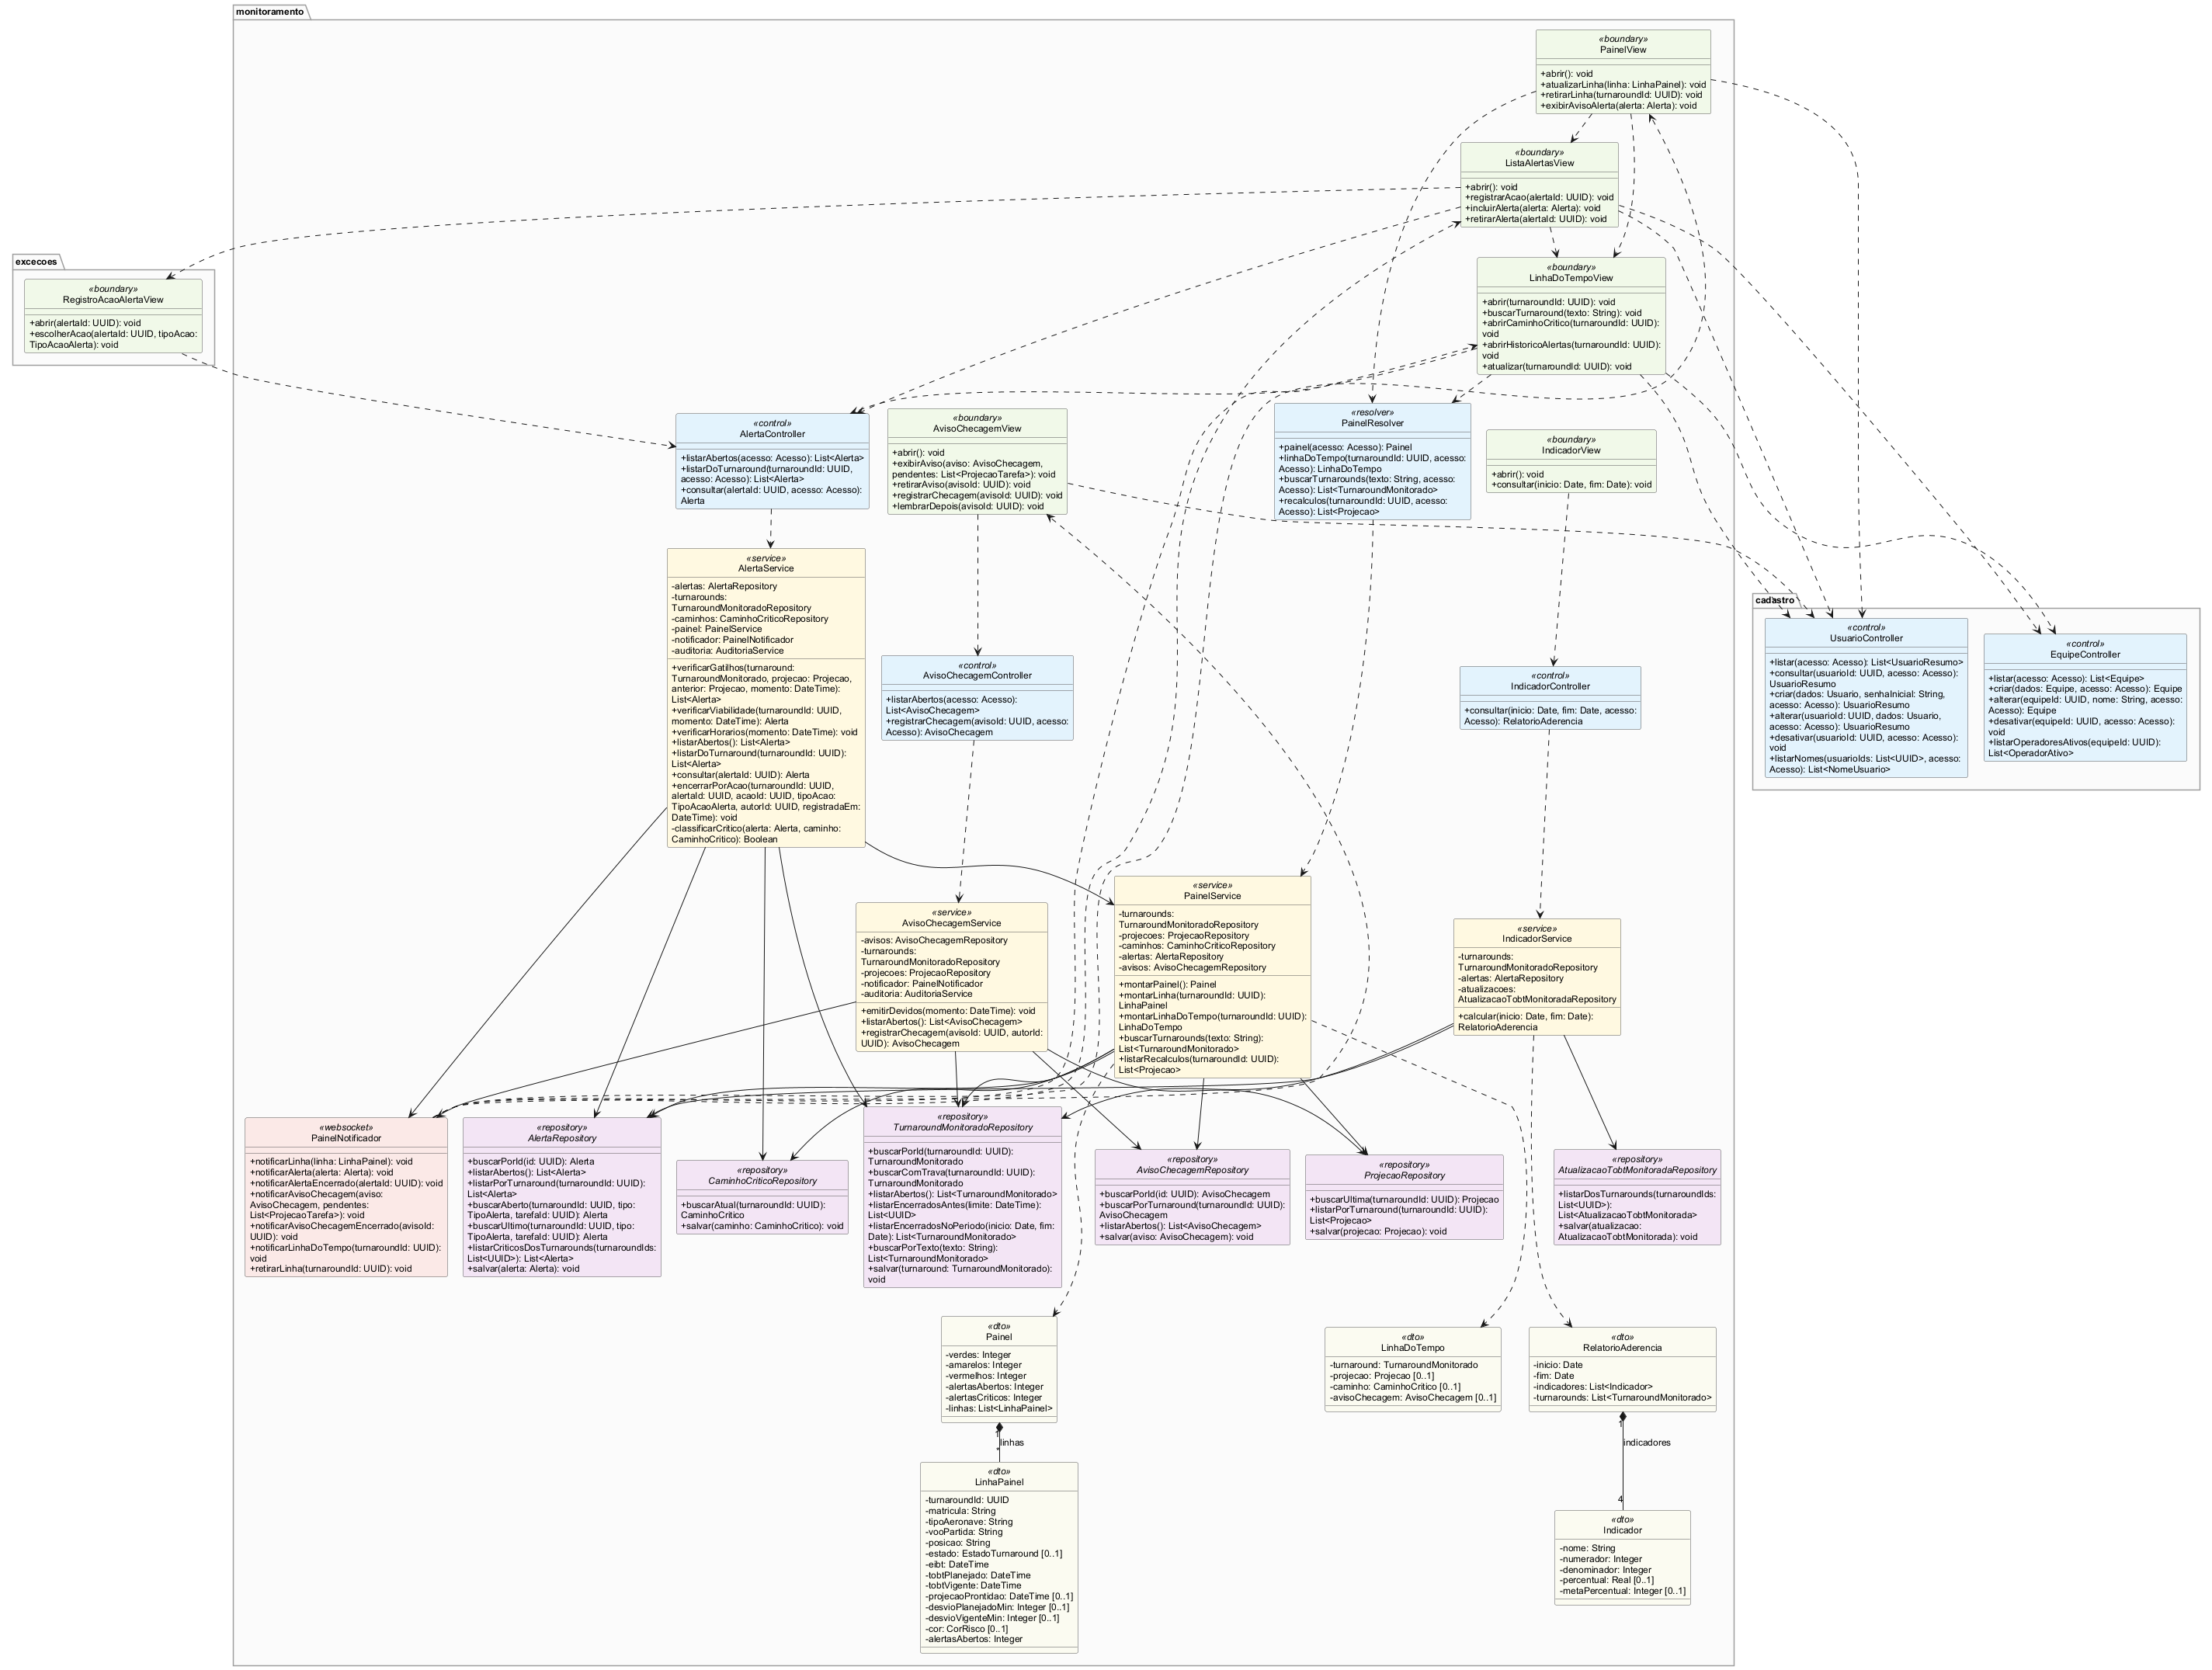 monitoramento
«boundary»
PainelView
+abrir(): void
+atualizarLinha(linha: LinhaPainel): void
+retirarLinha(turnaroundId: UUID): void
+exibirAvisoAlerta(alerta: Alerta): void
«boundary»
ListaAlertasView
+abrir(): void
+registrarAcao(alertaId: UUID): void
+incluirAlerta(alerta: Alerta): void
+retirarAlerta(alertaId: UUID): void
excecoes
«boundary»
RegistroAcaoAlertaView
+abrir(alertaId: UUID): void
+escolherAcao(alertaId: UUID, tipoAcao:
TipoAcaoAlerta): void
«boundary»
LinhaDoTempoView
+abrir(turnaroundId: UUID): void
+buscarTurnaround(texto: String): void
+abrirCaminhoCritico(turnaroundId: UUID):
void
+abrirHistoricoAlertas(turnaroundId: UUID):
void
+atualizar(turnaroundId: UUID): void
«control»
AlertaController
+listarAbertos(acesso: Acesso): List<Alerta>
+listarDoTurnaround(turnaroundId: UUID,
acesso: Acesso): List<Alerta>
+consultar(alertaId: UUID, acesso: Acesso):
Alerta
«boundary»
AvisoChecagemView
+abrir(): void
+exibirAviso(aviso: AvisoChecagem,
pendentes: List<ProjecaoTarefa>): void
+retirarAviso(avisoId: UUID): void
+registrarChecagem(avisoId: UUID): void
+lembrarDepois(avisoId: UUID): void
«resolver»
PainelResolver
+painel(acesso: Acesso): Painel
+linhaDoTempo(turnaroundId: UUID, acesso:
Acesso): LinhaDoTempo
+buscarTurnarounds(texto: String, acesso:
Acesso): List<TurnaroundMonitorado>
+recalculos(turnaroundId: UUID, acesso:
Acesso): List<Projecao>
«boundary»
IndicadorView
+abrir(): void
+consultar(inicio: Date, fim: Date): void
«service»
AlertaService
-alertas: AlertaRepository
-turnarounds:
TurnaroundMonitoradoRepository
-caminhos: CaminhoCriticoRepository
-painel: PainelService
-notificador: PainelNotificador
-auditoria: AuditoriaService
+verificarGatilhos(turnaround:
TurnaroundMonitorado, projecao: Projecao,
anterior: Projecao, momento: DateTime):
List<Alerta>
+verificarViabilidade(turnaroundId: UUID,
momento: DateTime): Alerta
+verificarHorarios(momento: DateTime): void
+listarAbertos(): List<Alerta>
+listarDoTurnaround(turnaroundId: UUID):
List<Alerta>
+consultar(alertaId: UUID): Alerta
+encerrarPorAcao(turnaroundId: UUID,
alertaId: UUID, acaoId: UUID, tipoAcao:
TipoAcaoAlerta, autorId: UUID, registradaEm:
DateTime): void
-classificarCritico(alerta: Alerta, caminho:
CaminhoCritico): Boolean
«control»
AvisoChecagemController
+listarAbertos(acesso: Acesso):
List<AvisoChecagem>
+registrarChecagem(avisoId: UUID, acesso:
Acesso): AvisoChecagem
«control»
IndicadorController
+consultar(inicio: Date, fim: Date, acesso:
Acesso): RelatorioAderencia
cadastro
«control»
UsuarioController
+listar(acesso: Acesso): List<UsuarioResumo>
+consultar(usuarioId: UUID, acesso: Acesso):
UsuarioResumo
+criar(dados: Usuario, senhaInicial: String,
acesso: Acesso): UsuarioResumo
+alterar(usuarioId: UUID, dados: Usuario,
acesso: Acesso): UsuarioResumo
+desativar(usuarioId: UUID, acesso: Acesso):
void
+listarNomes(usuarioIds: List<UUID>, acesso:
Acesso): List<NomeUsuario>
«control»
EquipeController
+listar(acesso: Acesso): List<Equipe>
+criar(dados: Equipe, acesso: Acesso): Equipe
+alterar(equipeId: UUID, nome: String, acesso:
Acesso): Equipe
+desativar(equipeId: UUID, acesso: Acesso):
void
+listarOperadoresAtivos(equipeId: UUID):
List<OperadorAtivo>
«service»
AvisoChecagemService
-avisos: AvisoChecagemRepository
-turnarounds:
TurnaroundMonitoradoRepository
-projecoes: ProjecaoRepository
-notificador: PainelNotificador
-auditoria: AuditoriaService
+emitirDevidos(momento: DateTime): void
+listarAbertos(): List<AvisoChecagem>
+registrarChecagem(avisoId: UUID, autorId:
UUID): AvisoChecagem
«service»
PainelService
-turnarounds:
TurnaroundMonitoradoRepository
-projecoes: ProjecaoRepository
-caminhos: CaminhoCriticoRepository
-alertas: AlertaRepository
-avisos: AvisoChecagemRepository
+montarPainel(): Painel
+montarLinha(turnaroundId: UUID):
LinhaPainel
+montarLinhaDoTempo(turnaroundId: UUID):
LinhaDoTempo
+buscarTurnarounds(texto: String):
List<TurnaroundMonitorado>
+listarRecalculos(turnaroundId: UUID):
List<Projecao>
«service»
IndicadorService
-turnarounds:
TurnaroundMonitoradoRepository
-alertas: AlertaRepository
-atualizacoes:
AtualizacaoTobtMonitoradaRepository
+calcular(inicio: Date, fim: Date):
RelatorioAderencia
«websocket»
PainelNotificador
+notificarLinha(linha: LinhaPainel): void
+notificarAlerta(alerta: Alerta): void
+notificarAlertaEncerrado(alertaId: UUID): void
+notificarAvisoChecagem(aviso:
AvisoChecagem, pendentes:
List<ProjecaoTarefa>): void
+notificarAvisoChecagemEncerrado(avisoId:
UUID): void
+notificarLinhaDoTempo(turnaroundId: UUID):
void
+retirarLinha(turnaroundId: UUID): void
«repository»
AlertaRepository
+buscarPorId(id: UUID): Alerta
+listarAbertos(): List<Alerta>
+listarPorTurnaround(turnaroundId: UUID):
List<Alerta>
+buscarAberto(turnaroundId: UUID, tipo:
TipoAlerta, tarefaId: UUID): Alerta
+buscarUltimo(turnaroundId: UUID, tipo:
TipoAlerta, tarefaId: UUID): Alerta
+listarCriticosDosTurnarounds(turnaroundIds:
List<UUID>): List<Alerta>
+salvar(alerta: Alerta): void
«repository»
CaminhoCriticoRepository
+buscarAtual(turnaroundId: UUID):
CaminhoCritico
+salvar(caminho: CaminhoCritico): void
«repository»
TurnaroundMonitoradoRepository
+buscarPorId(turnaroundId: UUID):
TurnaroundMonitorado
+buscarComTrava(turnaroundId: UUID):
TurnaroundMonitorado
+listarAbertos(): List<TurnaroundMonitorado>
+listarEncerradosAntes(limite: DateTime):
List<UUID>
+listarEncerradosNoPeriodo(inicio: Date, fim:
Date): List<TurnaroundMonitorado>
+buscarPorTexto(texto: String):
List<TurnaroundMonitorado>
+salvar(turnaround: TurnaroundMonitorado):
void
«repository»
AvisoChecagemRepository
+buscarPorId(id: UUID): AvisoChecagem
+buscarPorTurnaround(turnaroundId: UUID):
AvisoChecagem
+listarAbertos(): List<AvisoChecagem>
+salvar(aviso: AvisoChecagem): void
«repository»
ProjecaoRepository
+buscarUltima(turnaroundId: UUID): Projecao
+listarPorTurnaround(turnaroundId: UUID):
List<Projecao>
+salvar(projecao: Projecao): void
«repository»
AtualizacaoTobtMonitoradaRepository
+listarDosTurnarounds(turnaroundIds:
List<UUID>):
List<AtualizacaoTobtMonitorada>
+salvar(atualizacao:
AtualizacaoTobtMonitorada): void
«dto»
Painel
-verdes: Integer
-amarelos: Integer
-vermelhos: Integer
-alertasAbertos: Integer
-alertasCriticos: Integer
-linhas: List<LinhaPainel>
«dto»
LinhaDoTempo
-turnaround: TurnaroundMonitorado
-projecao: Projecao [0..1]
-caminho: CaminhoCritico [0..1]
-avisoChecagem: AvisoChecagem [0..1]
«dto»
RelatorioAderencia
-inicio: Date
-fim: Date
-indicadores: List<Indicador>
-turnarounds: List<TurnaroundMonitorado>
1
linhas
*
1
indicadores
4
«dto»
LinhaPainel
-turnaroundId: UUID
-matricula: String
-tipoAeronave: String
-vooPartida: String
-posicao: String
-estado: EstadoTurnaround [0..1]
-eibt: DateTime
-tobtPlanejado: DateTime
-tobtVigente: DateTime
-projecaoProntidao: DateTime [0..1]
-desvioPlanejadoMin: Integer [0..1]
-desvioVigenteMin: Integer [0..1]
-cor: CorRisco [0..1]
-alertasAbertos: Integer
«dto»
Indicador
-nome: String
-numerador: Integer
-denominador: Integer
-percentual: Real [0..1]
-metaPercentual: Integer [0..1]